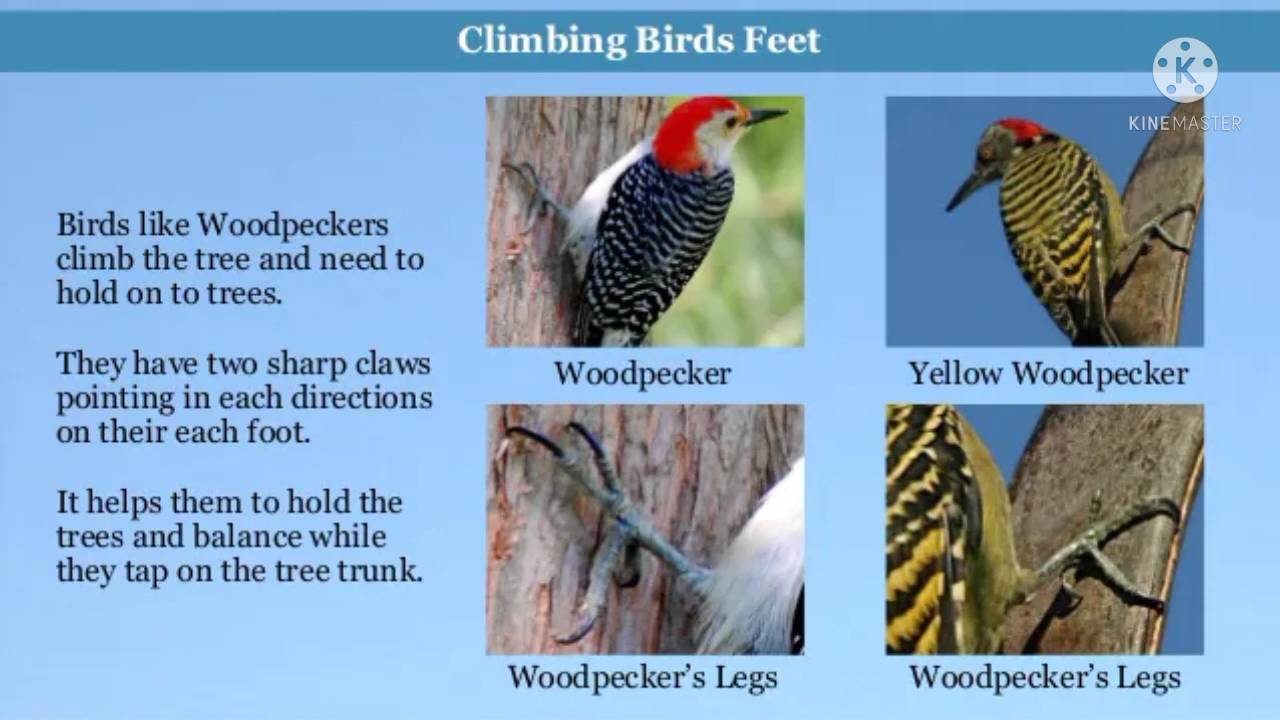 Climbing Birds Feet
K
KINEMASTER
Birds like Woodpeckers
climb the tree and need to
hold on to trees.
They have two sharp claws
pointing in each directions
on their each foot.
It helps them to hold the
trees and balance while
they tap on the tree trunk.
Woodpecker
Yellow Woodpecker
Woodpecker’s Legs
Woodpecker’s Legs